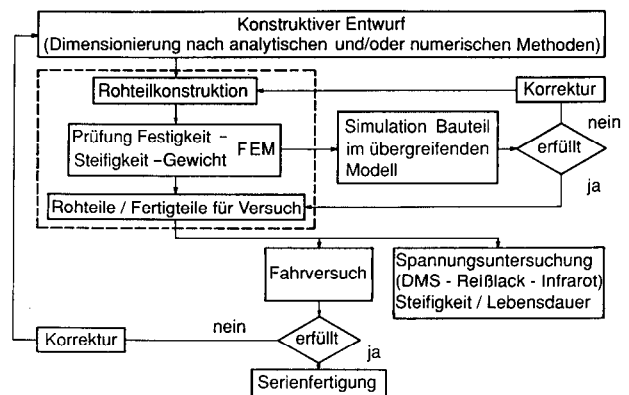 Konstruktiver Entwurf
(Dimensionierung nach analytischen und/oder numerischen Methoden)
Rohteilkonstruktion
Korrektur
nein
Prüfung Festigkeit –
Steifigkeit –Gewicht
FEM
Simulation Bauteil
im übergreifenden
Modell
erfüllt
ja
Rohteile / Fertigteile für Versuch
Fahrversuch
Spannungsuntersuchung
(DMS - Reißlack - Infrarot)
Steifigkeit / Lebensdauer
nein
Korrektur
erfüllt
ja
Serienfertigung